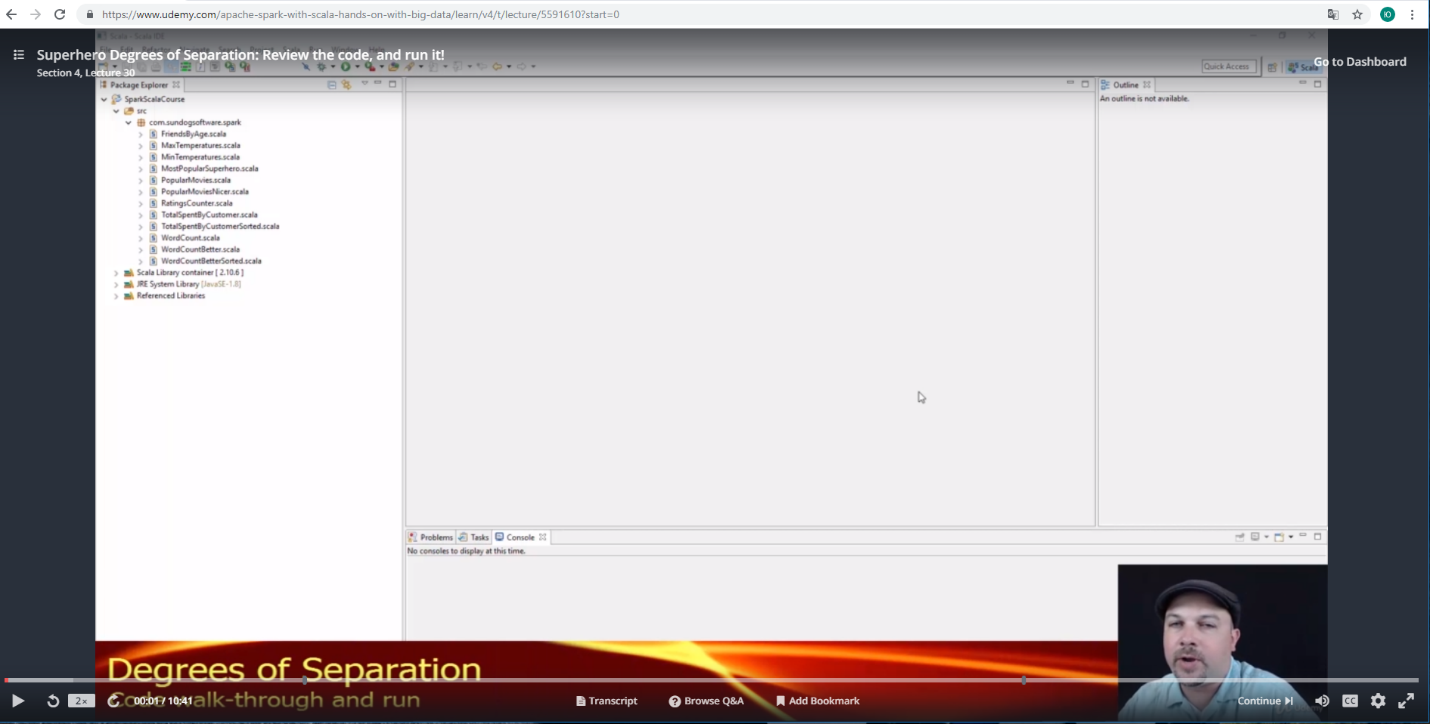 https://www.udemy.com/apache-spark-with-scala-hands-on-with-big-data/learn/v4/t/lecture/5591610?start=0
Scala - Scala IDE
Superhero Degrees of Separation: Review the code, and run it!
Section 4, Lecture 30
Go to Dashboard
Quick Access
Scala
Package Explorer
Outline
An outline is not available.
SparkScalaCourse
src
com.sundogsoftware.spark
FriendsByAge.scala
MaxTemperatures.scala
MinTemperatures.scala
MostPopularSuperhero.scala
PopularMovies.scala
PopularMoviesNicer.scala
RatingsCounter.scala
TotalSpentByCustomer.scala
TotalSpentByCustomerSorted.scala
WordCount.scala
WordCountBetter.scala
WordCountBetterSorted.scala
Scala Library container [ 2.10.6 ]
JRE System Library [JavaSE-1.8]
Referenced Libraries
Problems Tasks Console
No consoles to display at this time.
Degrees of Separation
Code walk-through and run
2x
00:01 / 10:41
Transcript
Browse Q&A
Add Bookmark
Continue
CC